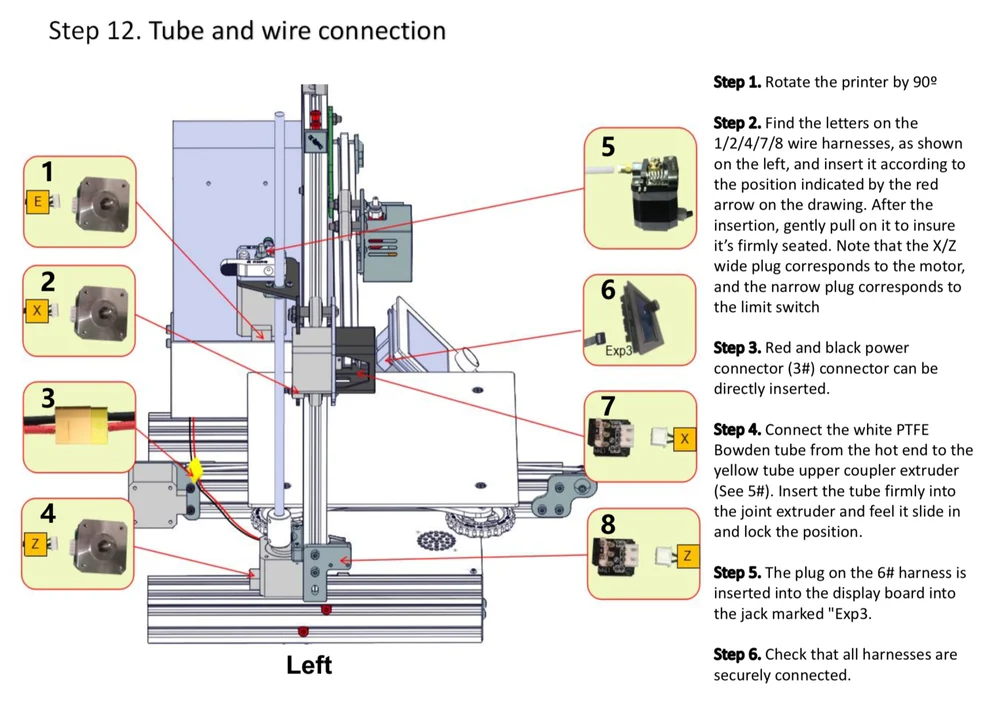 Step 12. Tube and wire connection
1
E
2
X
3
4
Z
5
6
Exp3
7
X
8
Z
Left
Step 1. Rotate the printer by 90º
Step 2. Find the letters on the
1/2/4/7/8 wire harnesses, as shown
on the left, and insert it according to
the position indicated by the red
arrow on the drawing. After the
insertion, gently pull on it to insure
it’s firmly seated. Note that the X/Z
wide plug corresponds to the motor,
and the narrow plug corresponds to
the limit switch
Step 3. Red and black power
connector (3#) connector can be
directly inserted.
Step 4. Connect the white PTFE
Bowden tube from the hot end to the
yellow tube upper coupler extruder
(See 5#). Insert the tube firmly into
the joint extruder and feel it slide in
and lock the position.
Step 5. The plug on the 6# harness is
inserted into the display board into
the jack marked "Exp3.
Step 6. Check that all harnesses are
securely connected.